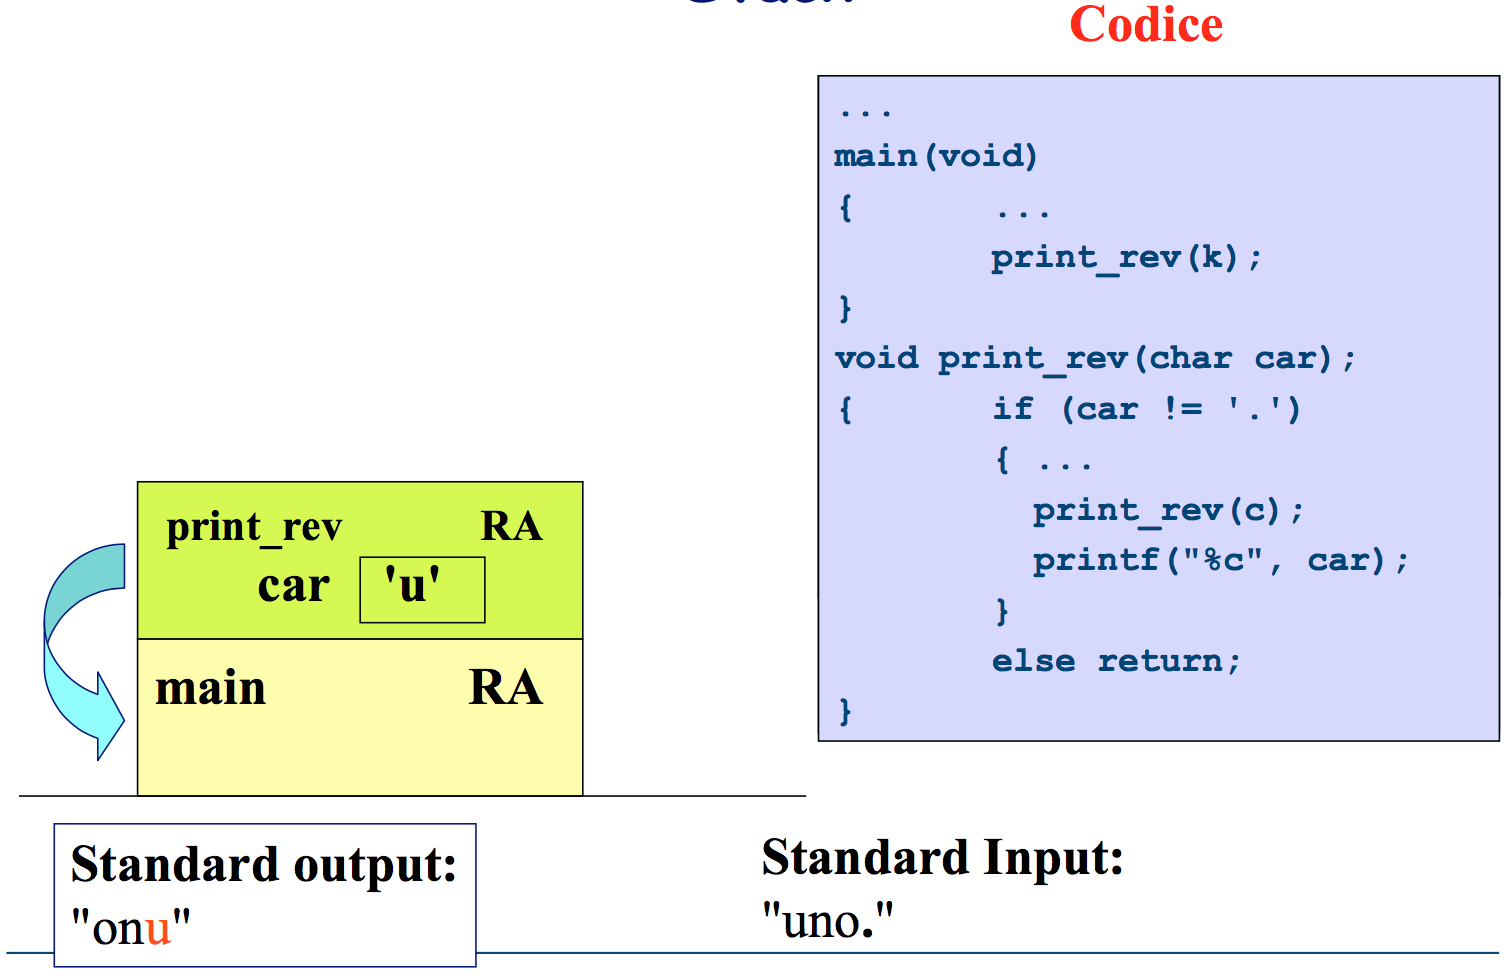 Codice
...
main(void)
{ ...
print_rev(k);
}
void print_rev(char car);
{ if (car != '.')
{ ...
print_rev(c);
printf("%c", car);
}
else return;
}
print_rev RA
car 'u'
main RA
Standard output:
"onu"
Standard Input:
"uno."